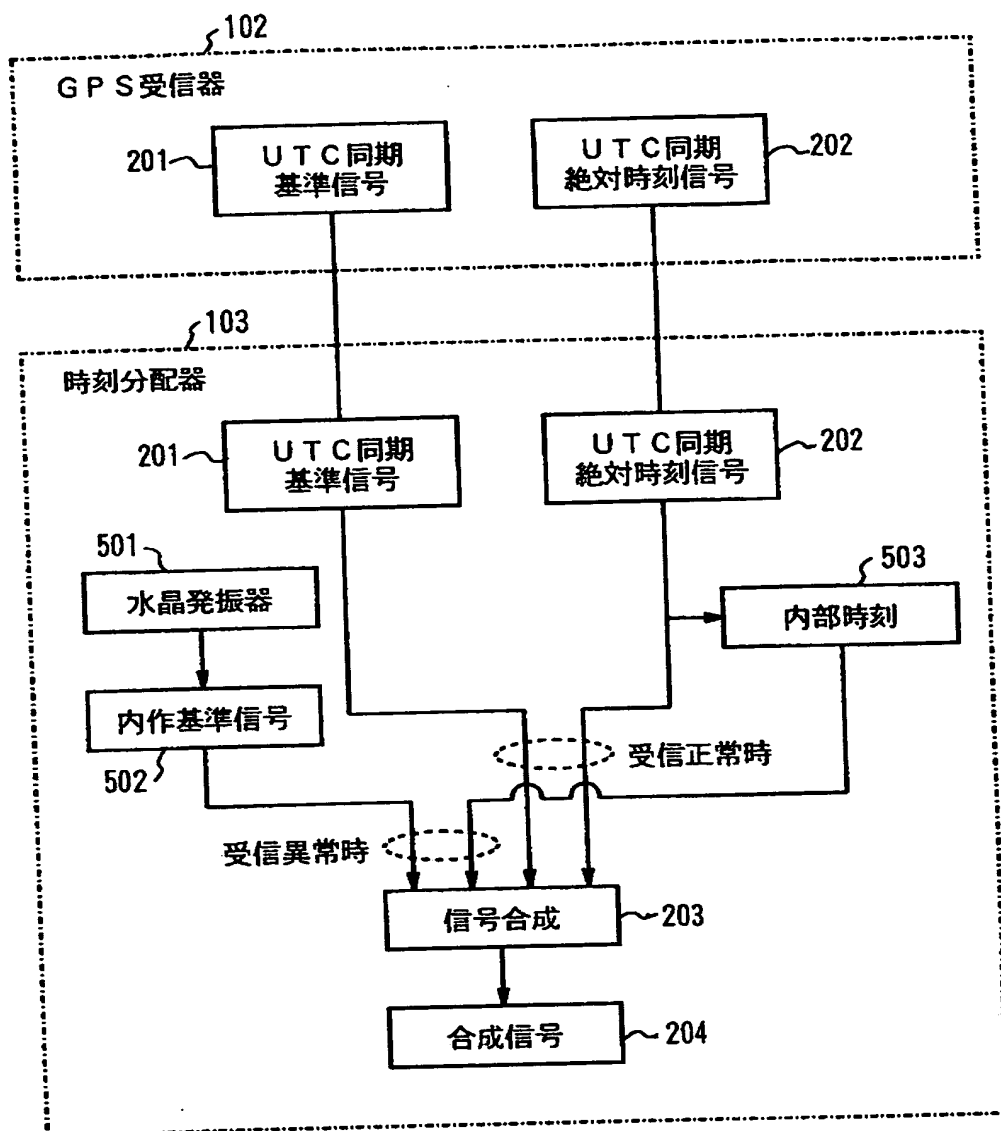 102
GPS受信器
201
UTC同期
基準信号
UTC同期
絶対時刻信号
202
103
時刻分配器
201
UTC同期
基準信号
UTC同期
絶対時刻信号
202
501
水晶発振器
503
内部時刻
内作基準信号
502
受信正常時
受信異常時
信号合成
203
合成信号
204